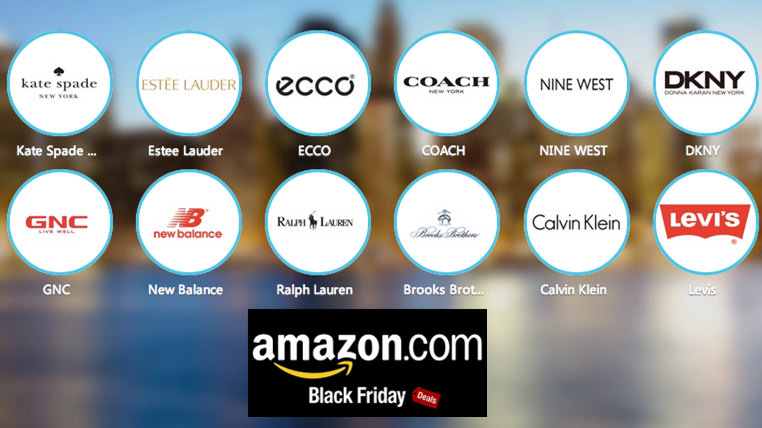 kate spade
NEW YORK
ESTĒE LAUDER
ecco®
COACH
NEW YORK
NINE WEST
DKNY
DONNA KARAN NEW YORK
Kate Spade ...
Estee Lauder
ECCO
COACH
NINE WEST
DKNY
GNC
LIVE WELL.
NB
new balance
RALPH LAUREN
Brooks Brothers
Calvin Klein
LEVI'S
®
GNC
New Balance
Ralph Lauren
Brooks Brot...
Calvin Klein
Levis
amazon.com
Black Friday Deals